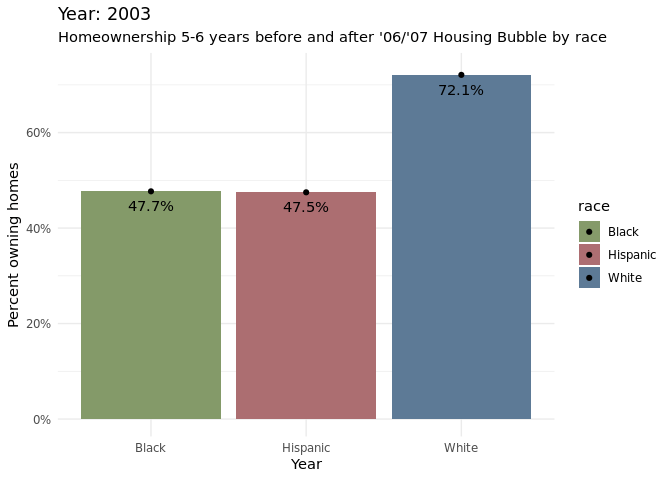 Year: 2003
Homeownership 5-6 years before and after '06/'07 Housing Bubble by race
Percent owning homes
60%
40%
20%
0%
47.7%
47.5%
72.1%
Black
Hispanic
White
Year
race
Black
Hispanic
White